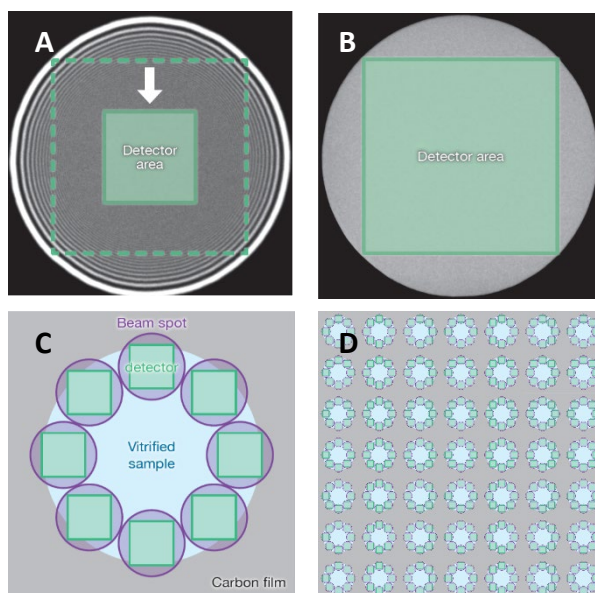 A
Detector
area
B
Detector area
C
Beam spot
detector
Vitrified
sample
Carbon film
D